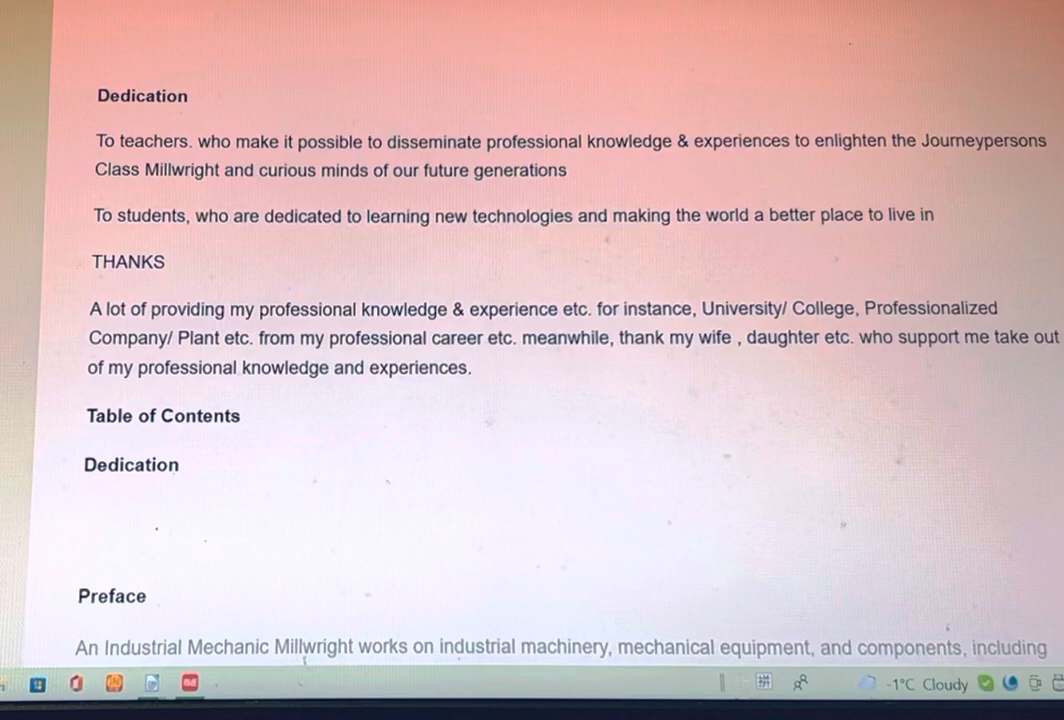 Dedication
To teachers. who make it possible to disseminate professional knowledge & experiences to enlighten the Journeypersons
Class Millwright and curious minds of our future generations
To students, who are dedicated to learning new technologies and making the world a better place to live in
THANKS
A lot of providing my professional knowledge & experience etc. for instance, University/ College, Professionalized
Company/ Plant etc. from my professional career etc. meanwhile, thank my wife , daughter etc. who support me take out
of my professional knowledge and experiences.
Table of Contents
Dedication
Preface
An Industrial Mechanic Millwright works on industrial machinery, mechanical equipment, and components, including
-1°C Cloudy